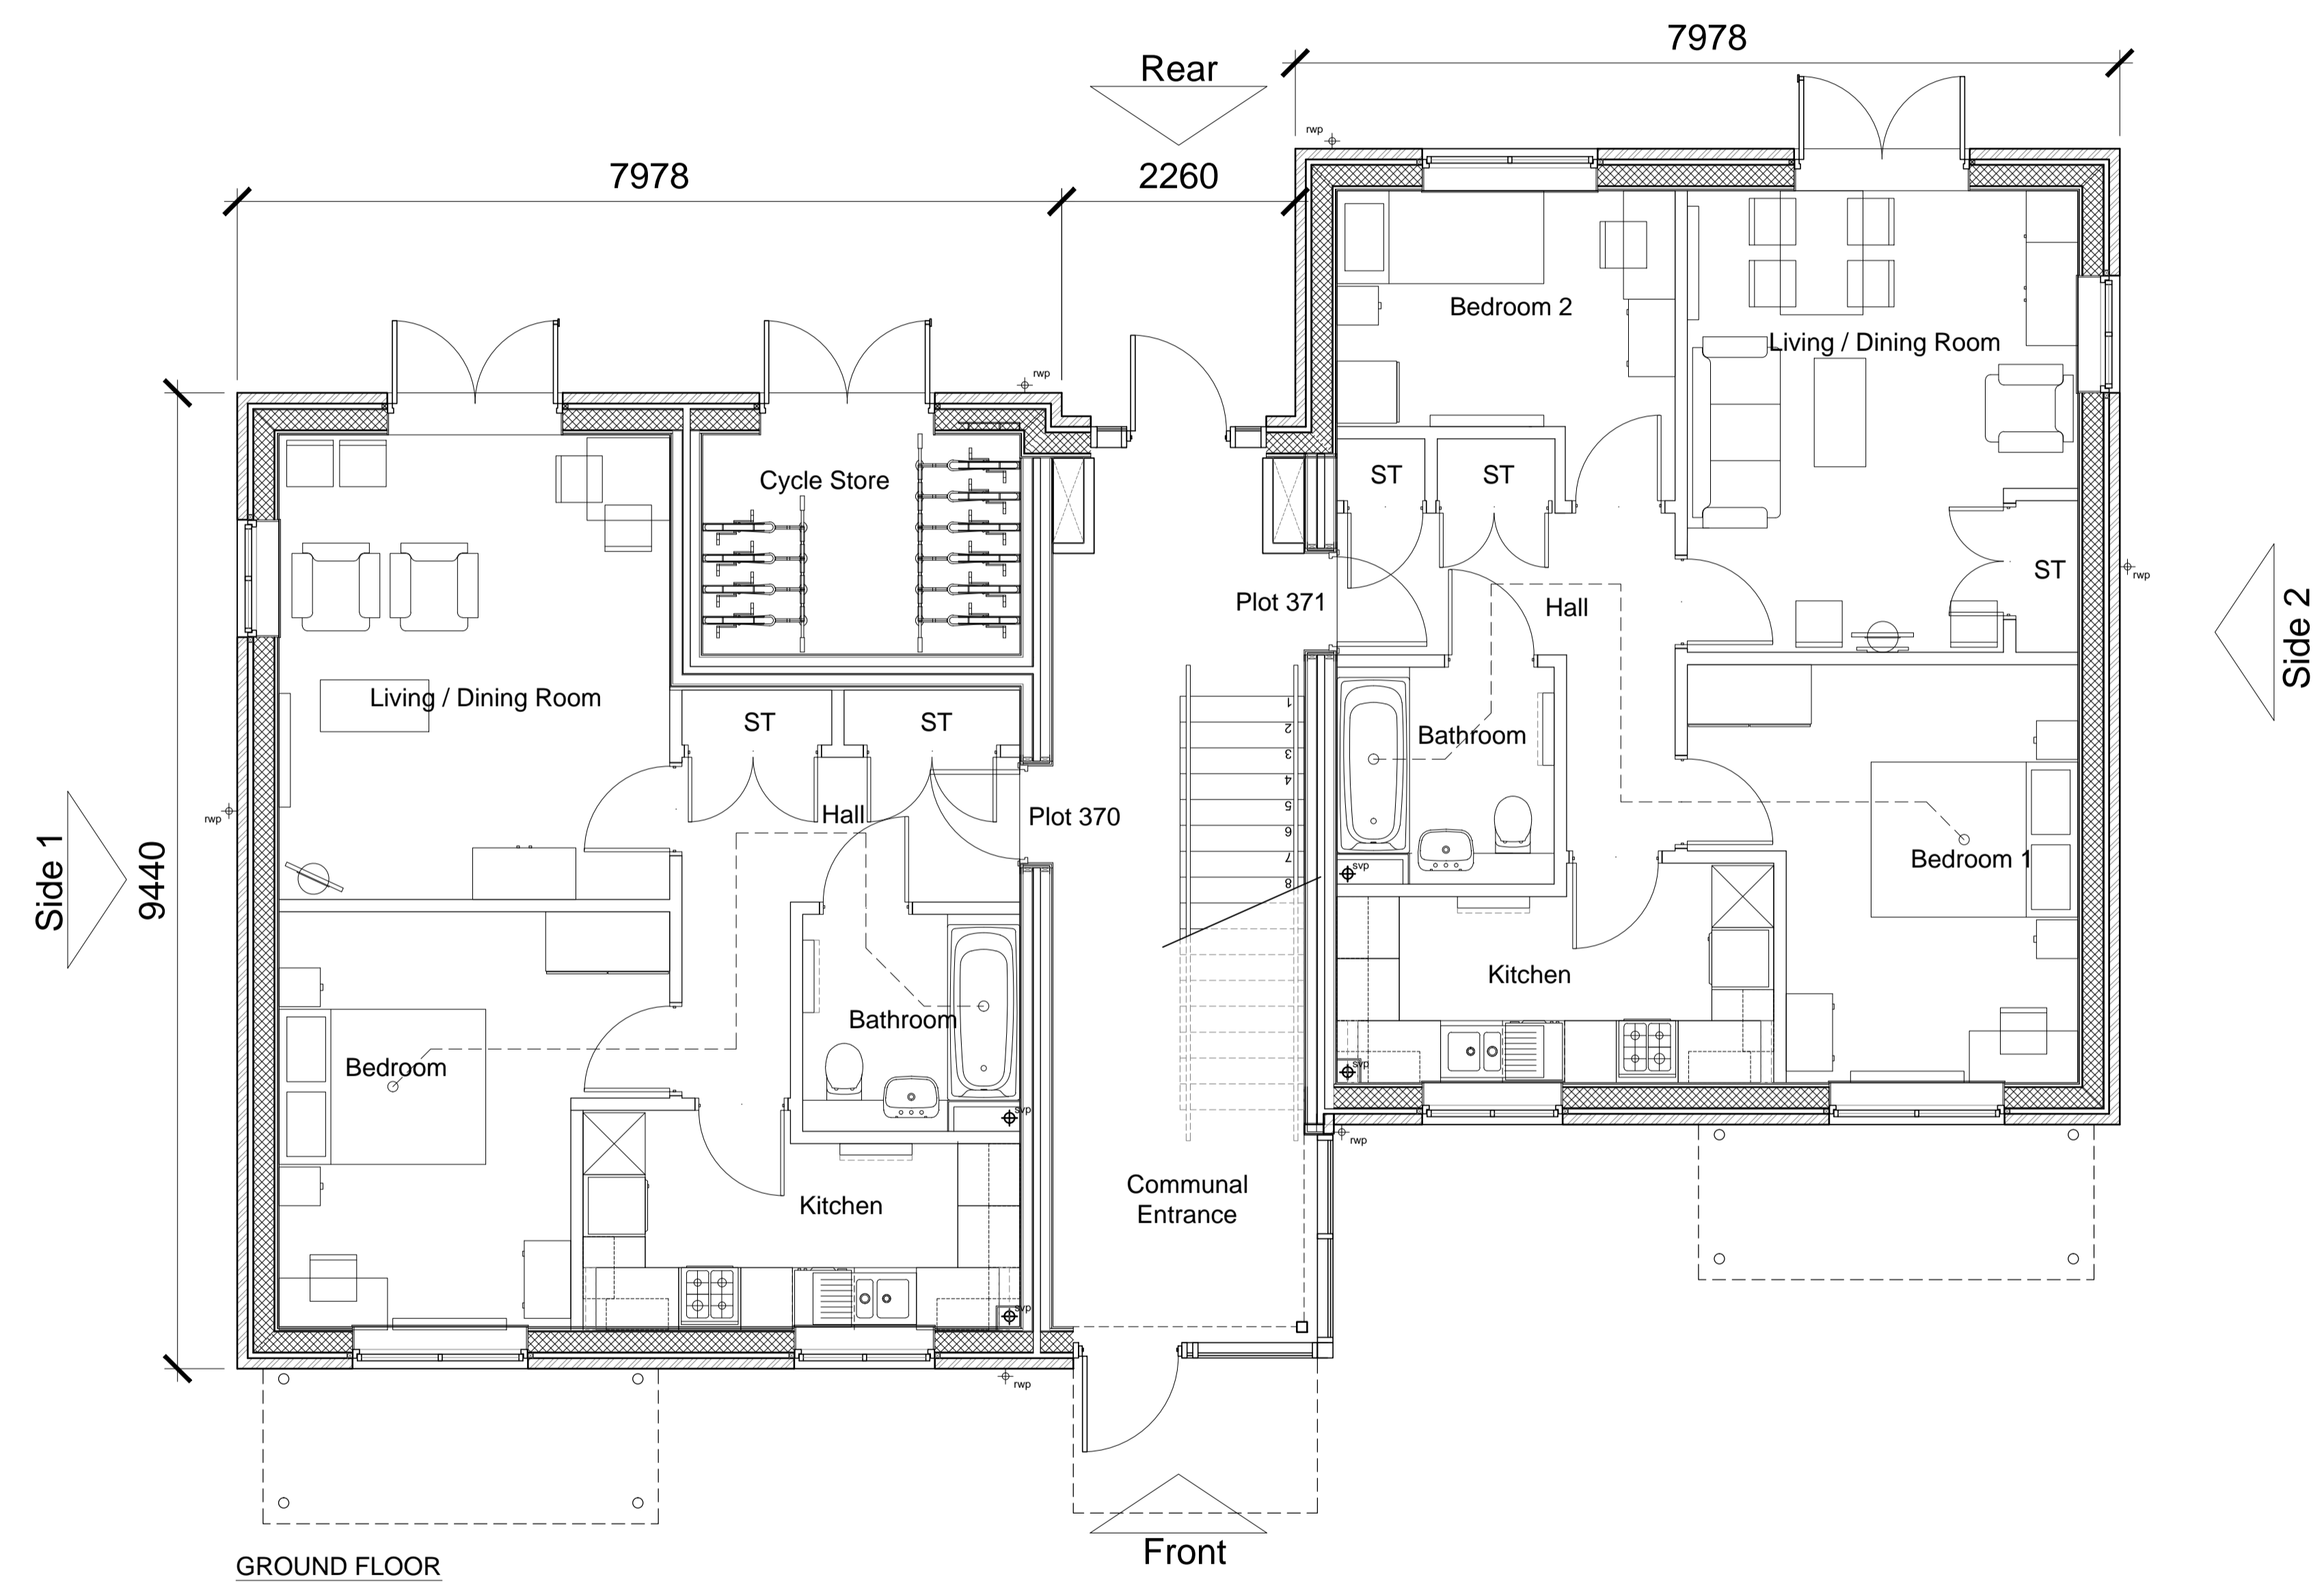 7978
Rear
rwp
7978
2260
rwp
Bedroom 2
Living / Dining Room
Cycle Store
ST
ST
ST
rwp
Plot 371
Hall
Side 2
Living / Dining Room
ST
ST
1
2
3
4
5
6
7
8
Bathroom
Hall
Plot 370
rwp
Side 1
9440
svp
Bedroom 1
Kitchen
Bathroom
Bedroom
svp
svp
rwp
Communal
Entrance
Kitchen
svp
rwp
Front
GROUND FLOOR